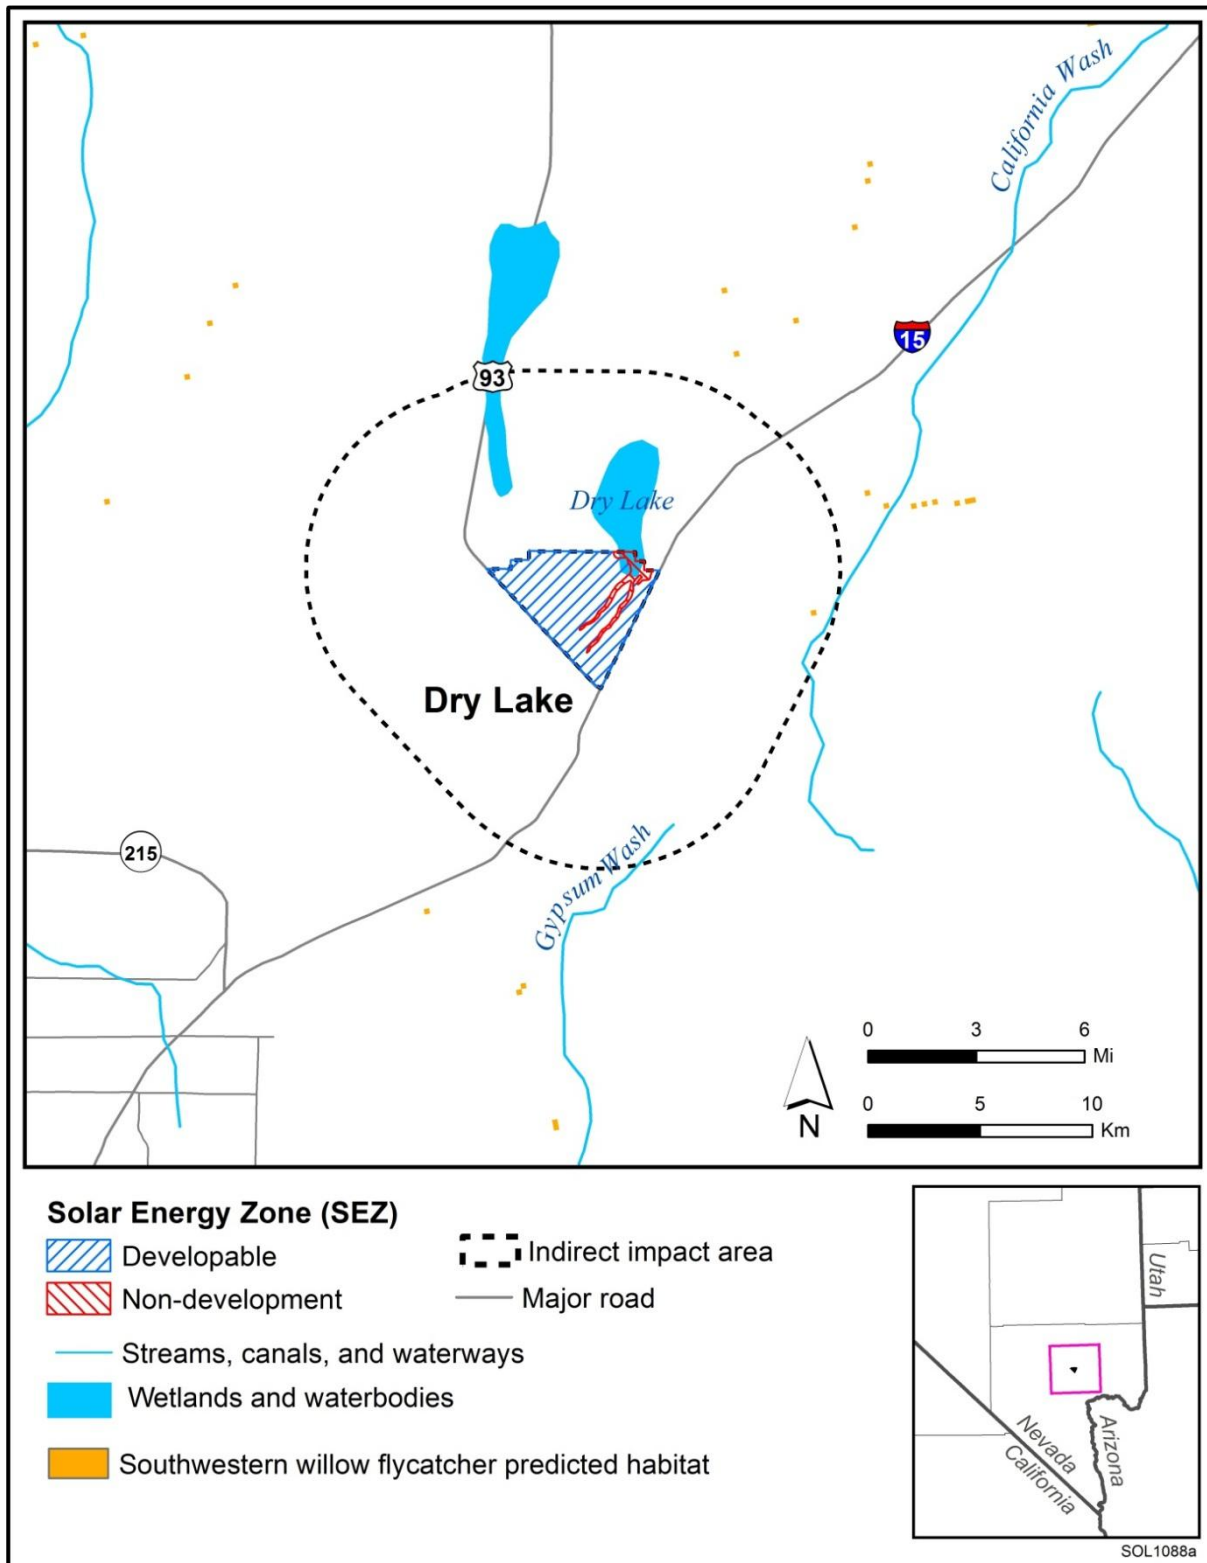 California Wash
15
93
Dry Lake
Dry Lake
215
Gypsum Wash
0 3 6
Mi
0 5 10
Km
N
Solar Energy Zone (SEZ)
Developable
Indirect impact area
Non-development
Major road
Streams, canals, and waterways
Wetlands and waterbodies
Southwestern willow flycatcher predicted habitat
Utah
Nevada
Arizona
California
SOL1088a